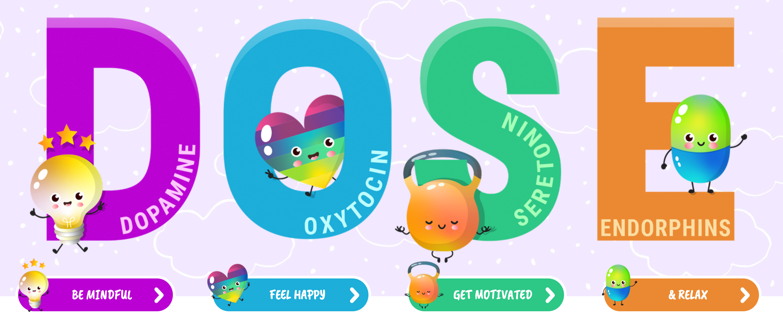 DOSE
DOPAMINE
OXYTOCIN
SERETONIN
ENDORPHINS
BE MINDFUL
FEEL HAPPY
GET MOTIVATED
& RELAX